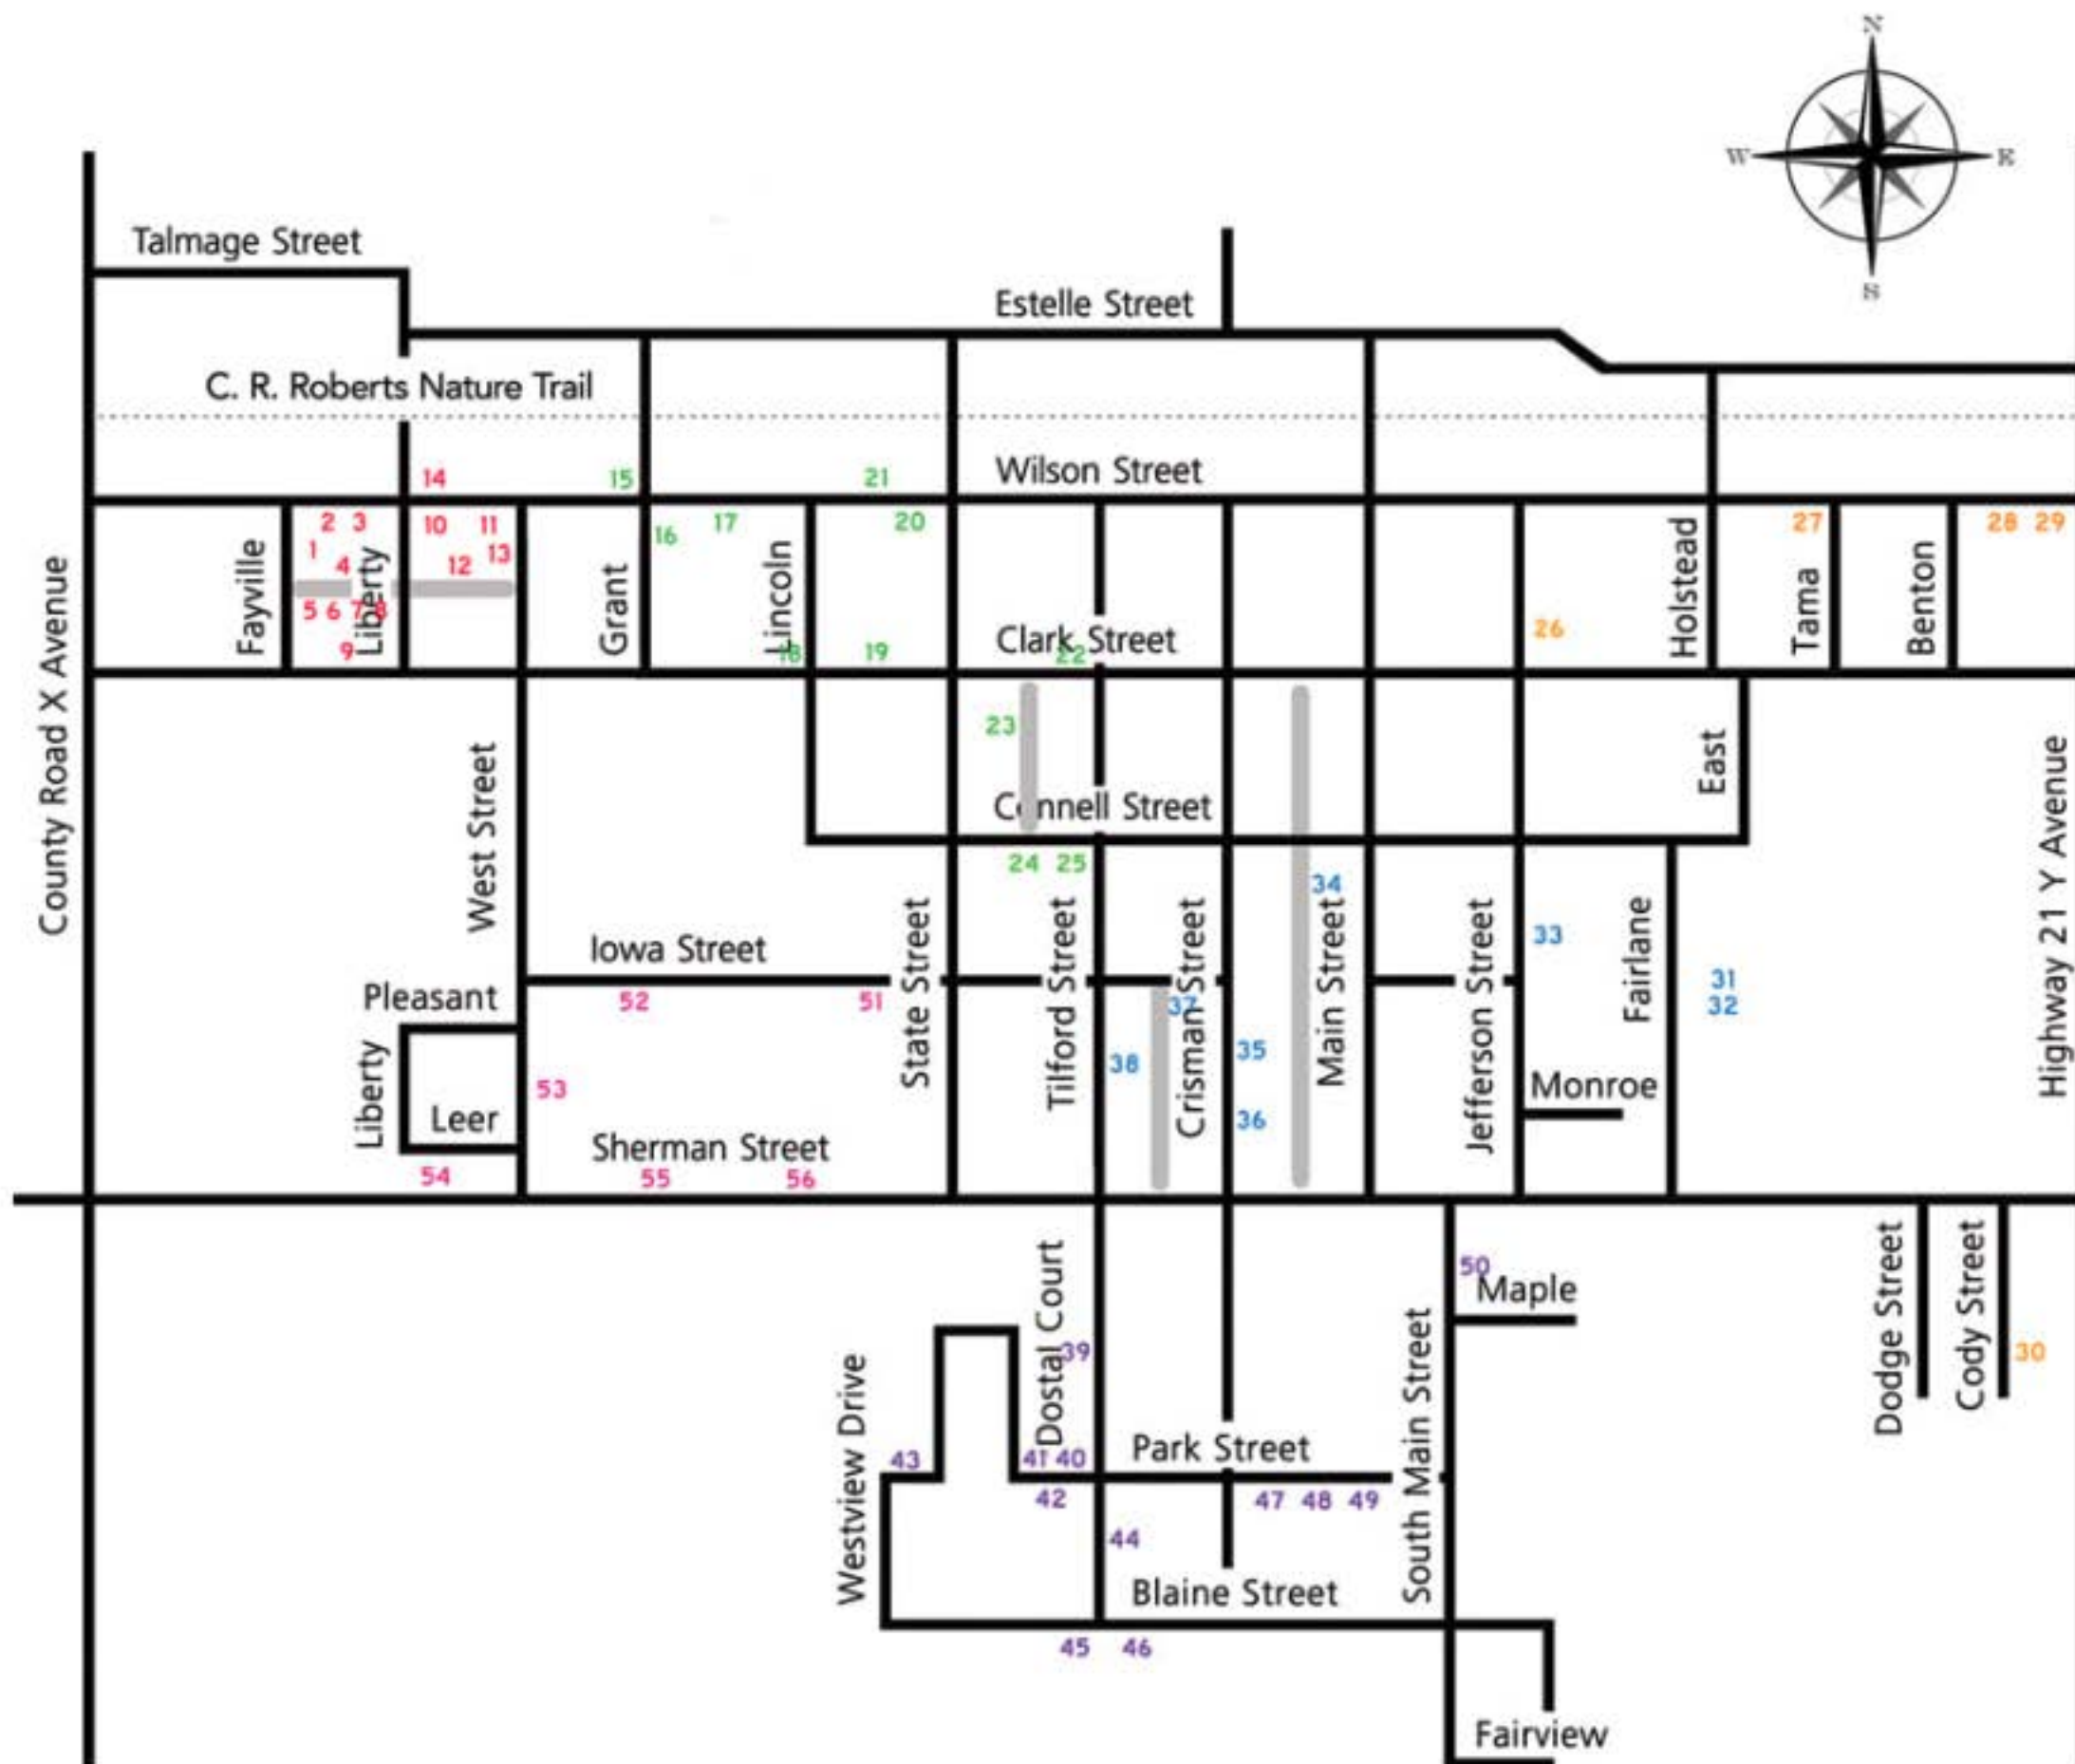 N
W
E
S
Talmage Street
Estelle Street
C. R. Roberts Nature Trail
Wilson Street
14
15
21
2 3
10 11
16
17
20
27
28 29
1
13
4
12
5 6 7 8
9
Fayville
Liberty
Grant
Lincoln
18
19
Clark Street
22
26
Holstead
Tama
Benton
County Road X Avenue
West Street
23
Connell Street
24 25
East
Highway 21 Y Avenue
34
33
Iowa Street
State Street
Tilford Street
Crisman Street
Main Street
Jefferson Street
Fairlane
31
32
52
51
37
Pleasant
Liberty
Leer
53
38
35
36
Monroe
Sherman Street
54
55
56
50
Maple
Dostal Court
39
Westview Drive
South Main Street
Dodge Street
Cody Street
30
43
41 40
Park Street
42
47 48 49
44
Blaine Street
45
46
Fairview